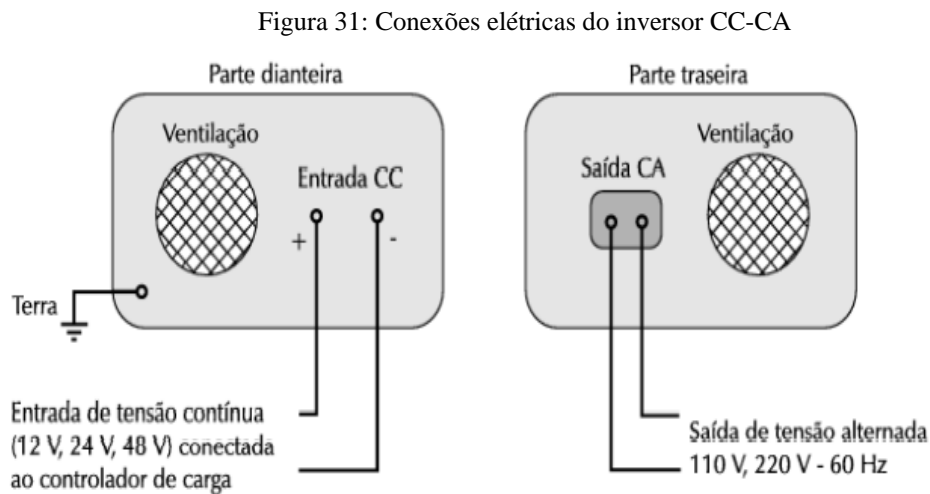 Figura 31: Conexões elétricas do inversor CC-CA
Parte dianteira
Ventilação
Entrada CC
+
-
Terra
Entrada de tensão contínua
(12 V, 24 V, 48 V) conectada
ao controlador de carga
Parte traseira
Saída CA
Ventilação
Saída de tensão alternada
110 V, 220 V - 60 Hz